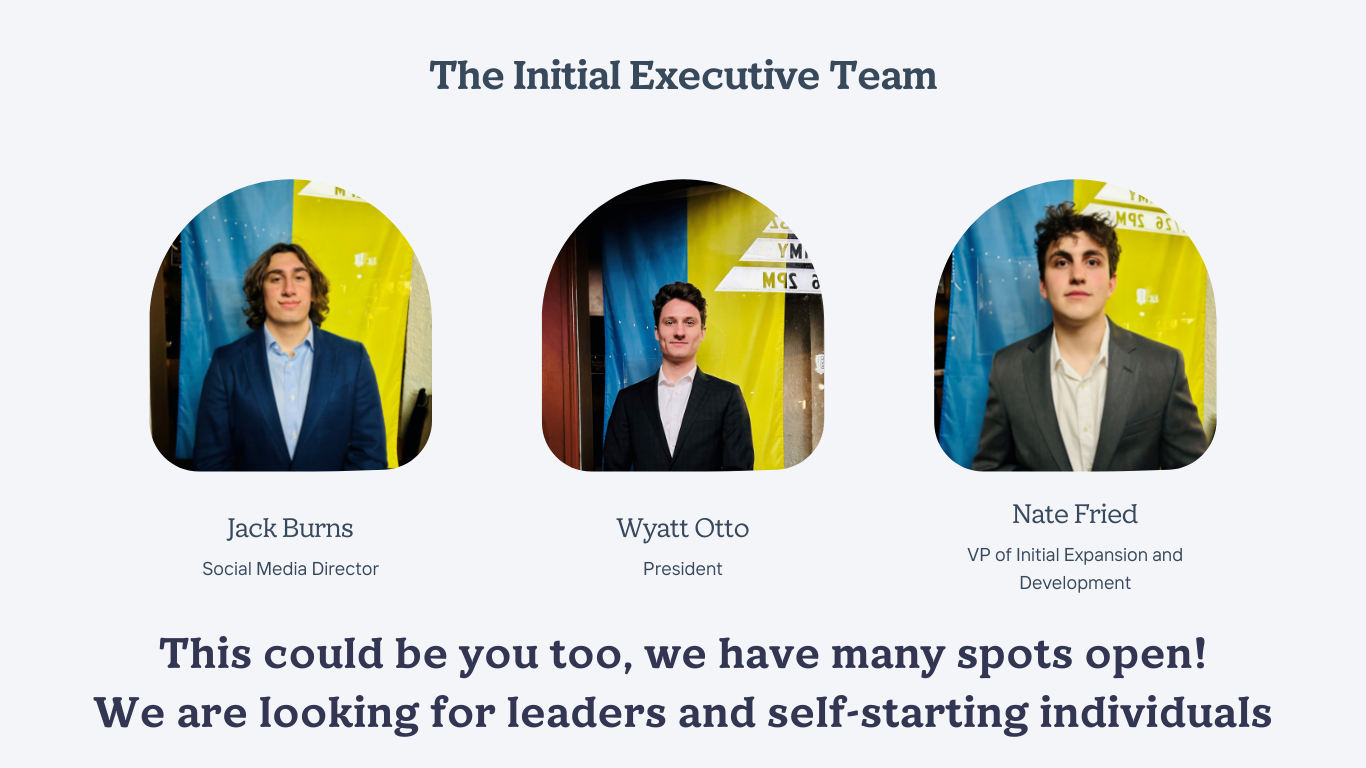 The Initial Executive Team
Jack Burns
Social Media Director
Wyatt Otto
President
Nate Fried
VP of Initial Expansion and
Development
This could be you too, we have many spots open!
We are looking for leaders and self-starting individuals